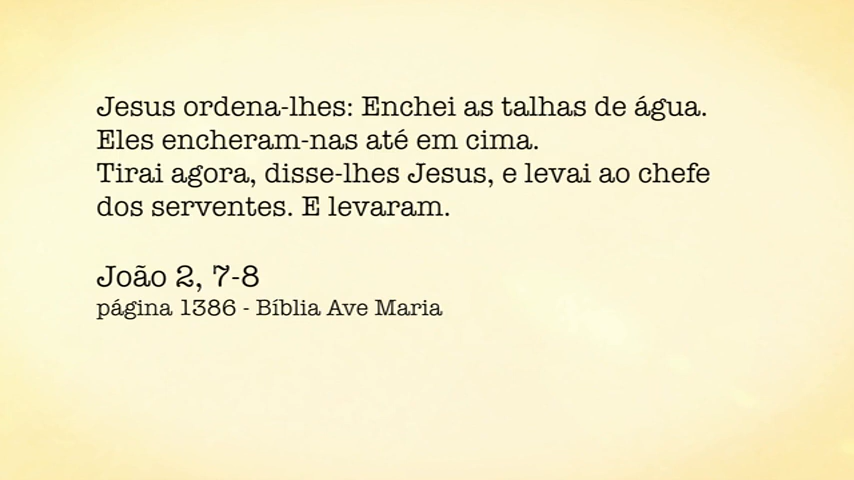 Jesus ordena-lhes: Enchei as talhas de água.
Eles encheram-nas até em cima.
Tirai agora, disse-lhes Jesus, e levai ao chefe
dos serventes. E levaram.
João 2, 7-8
página 1386 - Bíblia Ave Maria